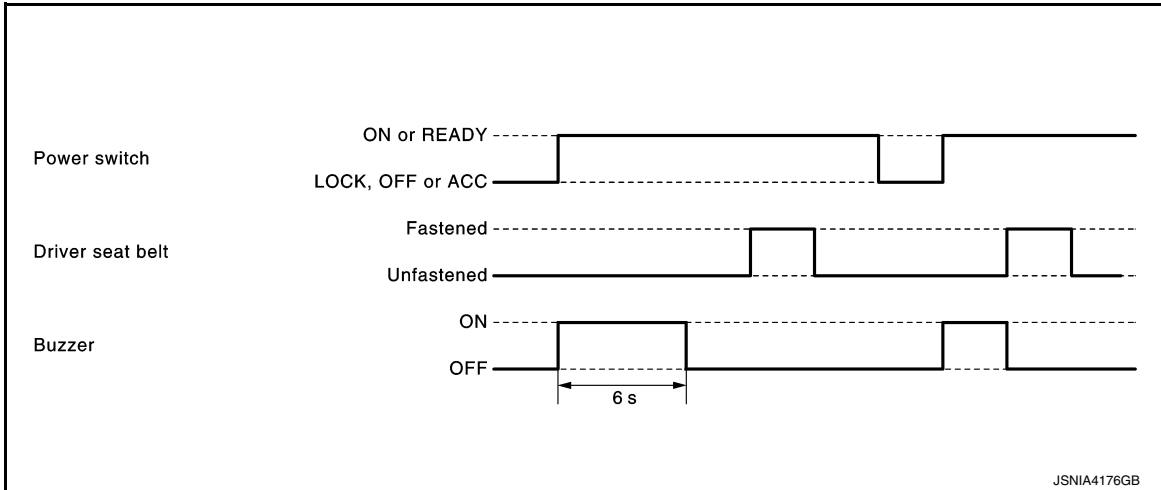 ON or READY
Power switch
LOCK, OFF or ACC
Fastened
Driver seat belt
Unfastened
ON
Buzzer
OFF
6 s
JSNIA4176GB